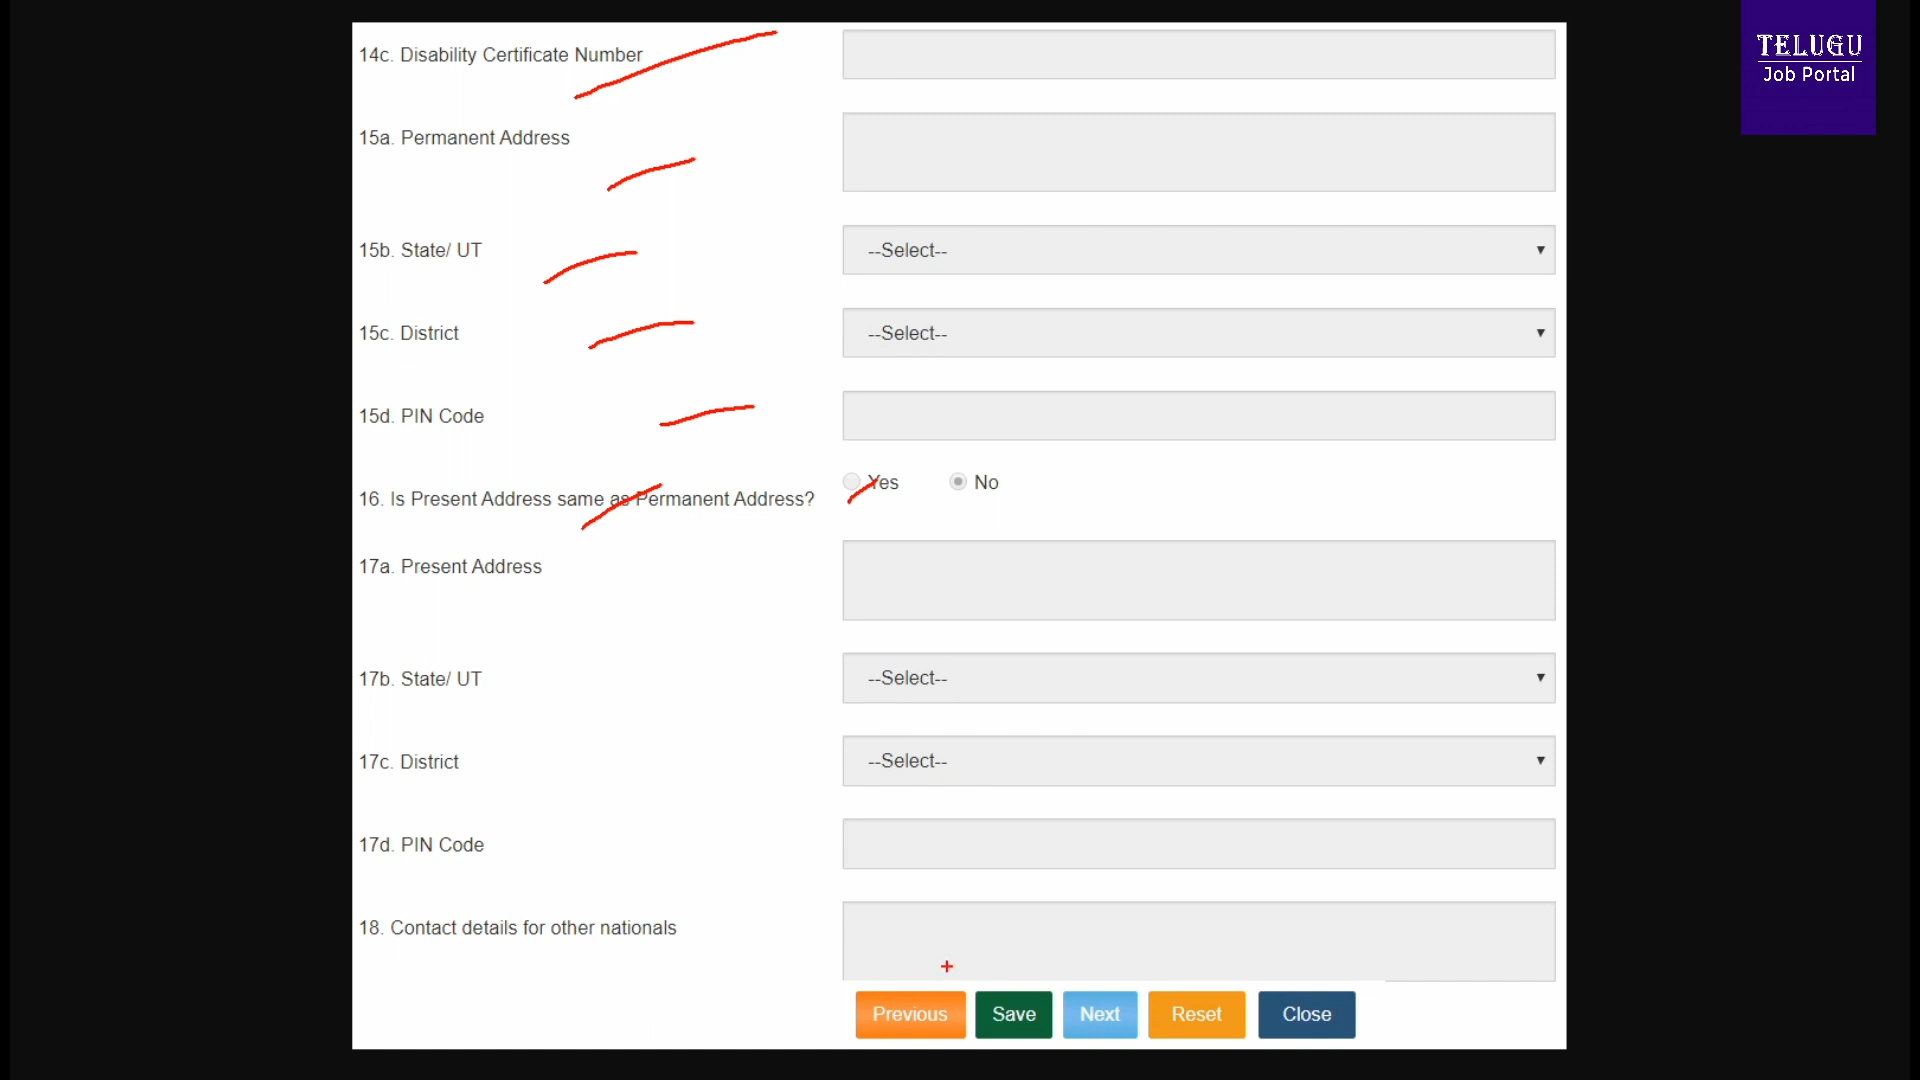 TELUGU
Job Portal
14c. Disability Certificate Number
15a. Permanent Address
15b. State/ UT
--Select--
15c. District
--Select--
15d. PIN Code
16. Is Present Address same as Permanent Address?
Yes
No
17a. Present Address
17b. State/ UT
--Select--
17c. District
--Select--
17d. PIN Code
18. Contact details for other nationals
Previous
Save
Next
Reset
Close